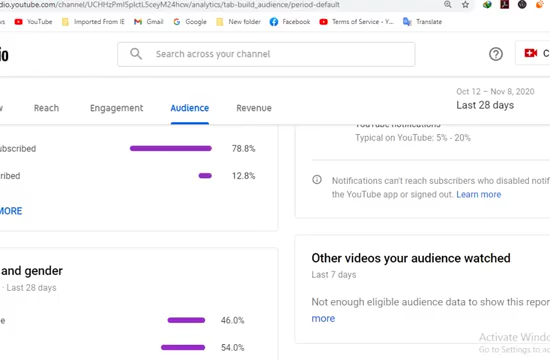 dio.youtube.com/channel/UCHHzPmI5pIctL5ceyM24hcw/analytics/tab-build_audience/period-default
ws YouTube Imported From IE Gmail Google New folder Facebook Terms of Service - Y... Translate
io
Search across your channel
C
w Reach Engagement Audience Revenue
Oct 12 – Nov 8, 2020
Last 28 days
YouTube notifications
Typical on YouTube: 5% - 20%
ubscribed 78.8%
ribed 12.8%
MORE
Notifications can't reach subscribers who disabled notif
the YouTube app or signed out. Learn more
and gender
· Last 28 days
e 46.0%
54.0%
Other videos your audience watched
Last 7 days
Not enough eligible audience data to show this repor
more
Activate Windo
Go to Settings to ac